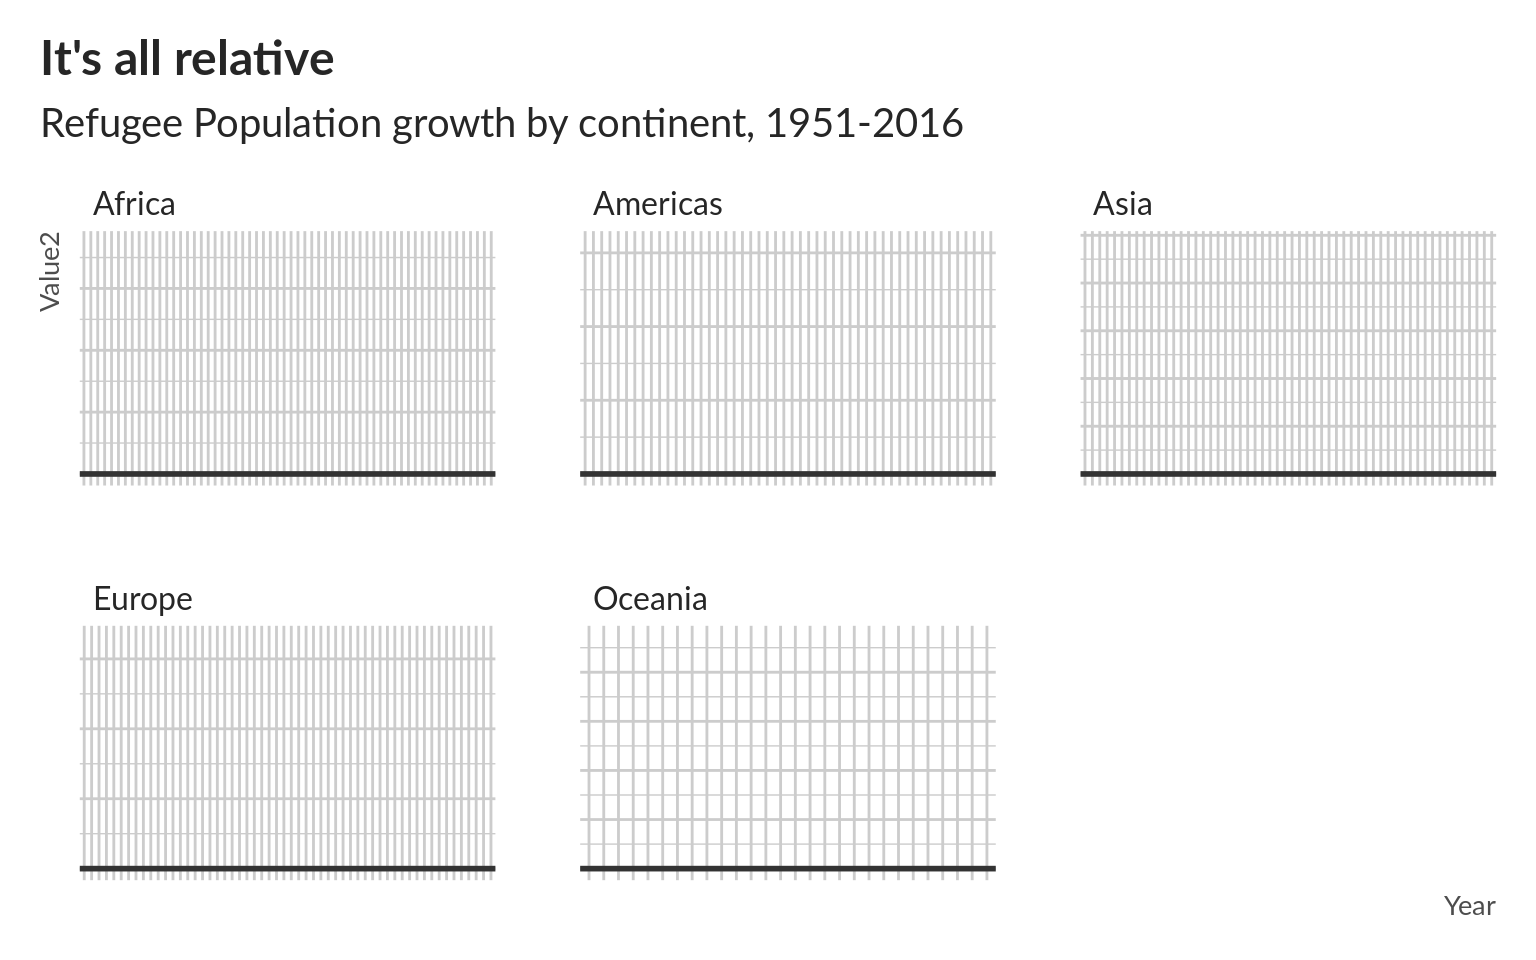 It's all relative
Refugee Population growth by continent, 1951-2016
Africa
Americas
Asia
Value2
Europe
Oceania
Year